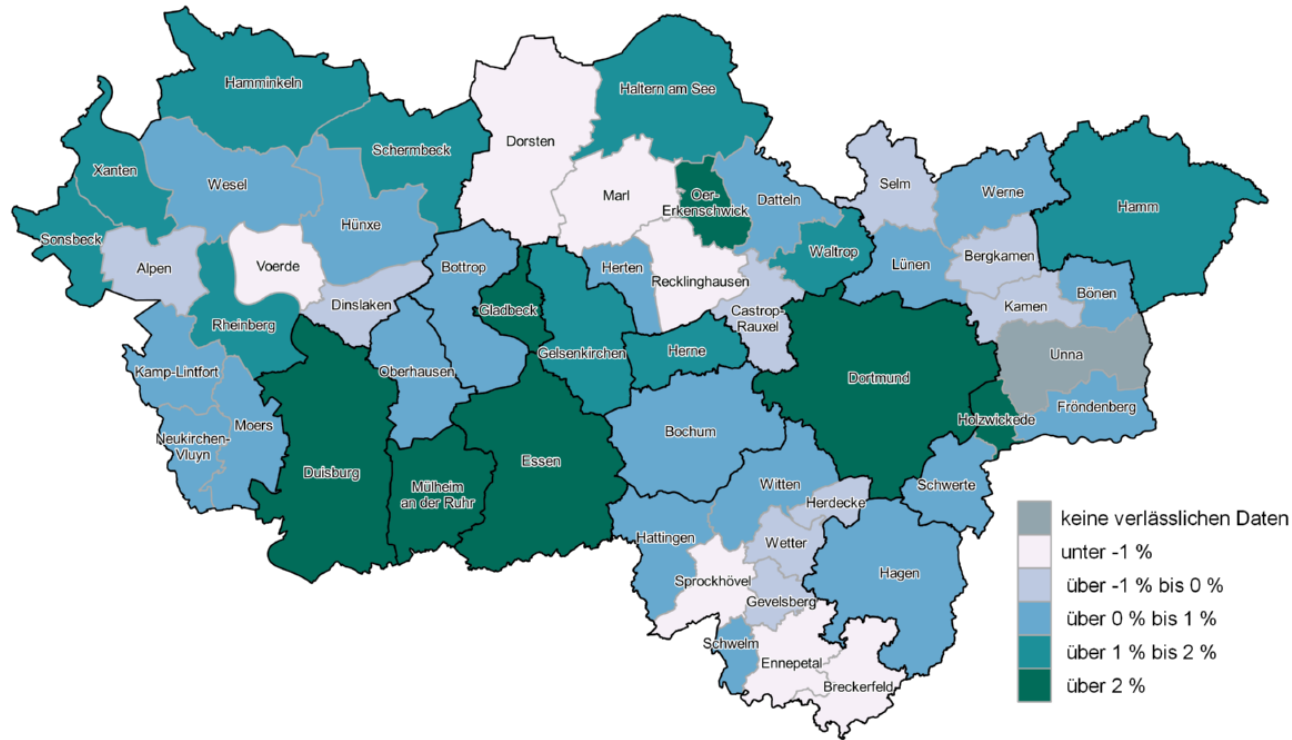 Hamminkeln
Haltern am See
Dorsten
Schermbeck
Xanten
Wesel
Selm
Werne
Marl
Oer-
Erkenschwick
Datteln
Hamm
Hünxe
Sonsbeck
Alpen
Voerde
Bottrop
Herten
Recklinghausen
Waltrop
Lünen
Bergkamen
Bönen
Dinslaken
Gladbeck
Castrop-
Rauxel
Kamen
Rheinberg
Gelsenkirchen
Herne
Unna
Kamp-Lintfort
Oberhausen
Dortmund
Fröndenberg
Holzwickede
Moers
Neukirchen-
Vluyn
Bochum
Duisburg
Essen
Mülheim
an der Ruhr
Witten
Schwerte
Herdecke
Hattingen
Wetter
Hagen
Sprockhövel
Gevelsberg
Schwelm
Ennepetal
Breckerfeld
keine verlässlichen Daten
unter -1 %
über -1 % bis 0 %
über 0 % bis 1 %
über 1 % bis 2 %
über 2 %